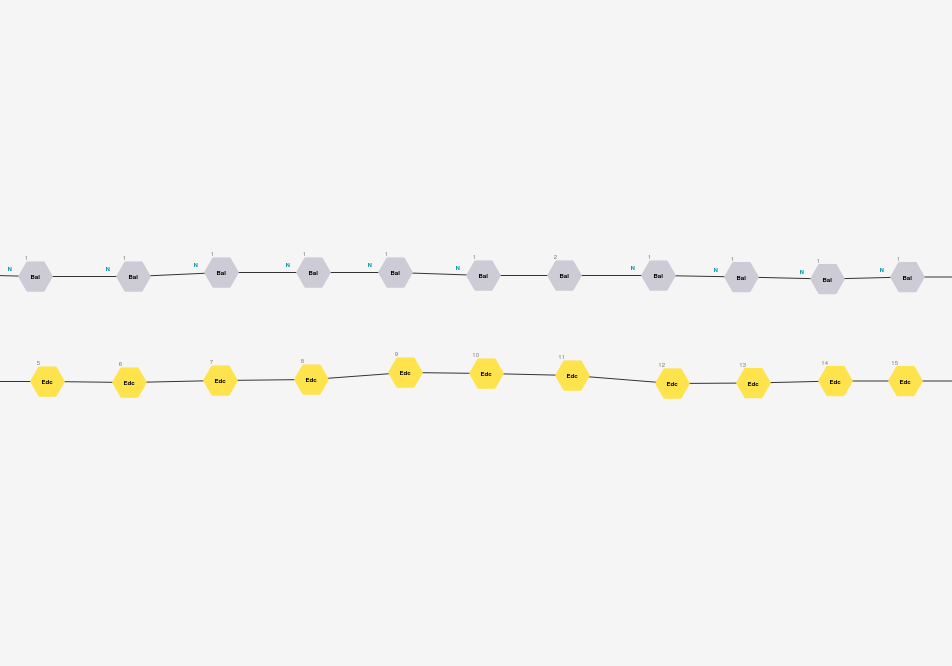 1 1 1 1 1 1 2 1 1 1 1
N N N N N N N N N N
Bal Bal Bal Bal Bal Bal Bal Bal Bal Bal Bal
5 6 7 8 9 10 11 12 13 14 15
Edc Edc Edc Edc Edc Edc Edc Edc Edc Edc Edc